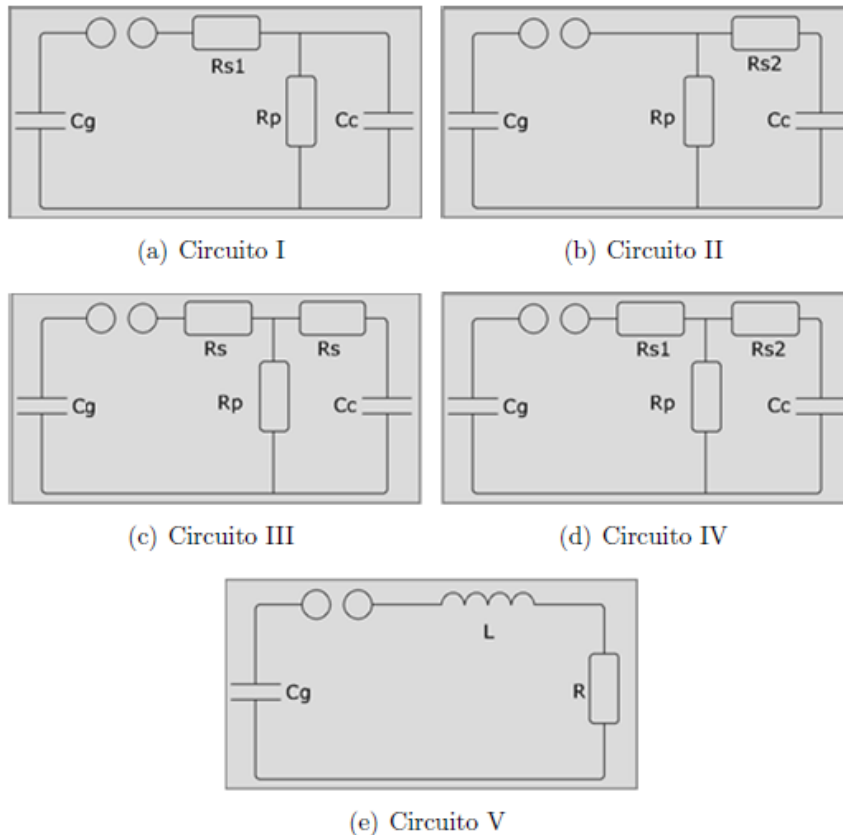 Rs1
Rs2
Cg Rp Cc
Cg Rp Cc
(a) Circuito I
(b) Circuito II
Rs Rs
Rs1 Rs2
Cg Rp Cc
Cg Rp Cc
(c) Circuito III
(d) Circuito IV
L
Cg R
(e) Circuito V